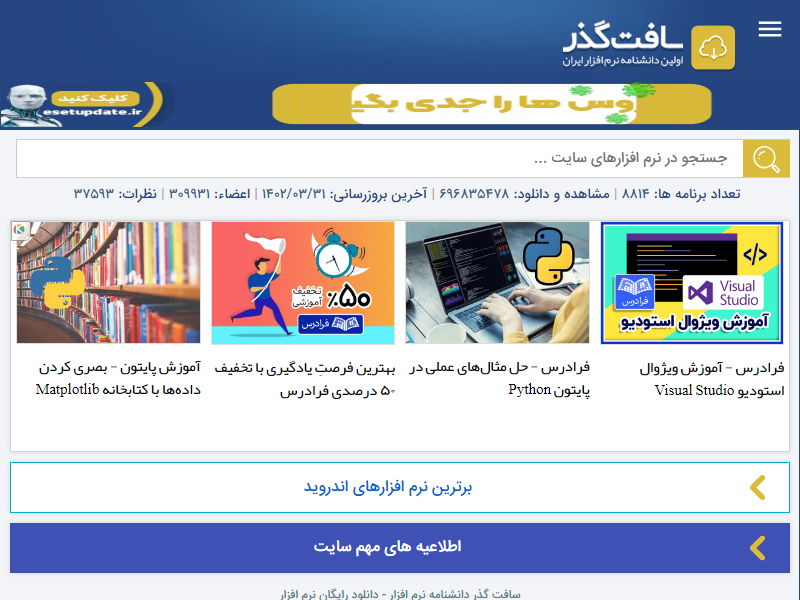 سافت‌گذر
اولین دانشنامه نرم‌افزار ایران
کلیک کنید
esetupdate.ir
وس ها را جدی بگی
جستجو در نرم افزارهای سایت ...
تعداد برنامه ها: ۸۸۱۴ | مشاهده و دانلود: ۶۹۶۸۳۵۴۷۸ | آخرین بروزرسانی: ۱۴۰۲/۰۳/۳۱ | اعضاء: ۳۰۹۹۳۱ | نظرات: ۳۷۵۹۳
</>
Visual Studio
فرادرس
آموزش ویژوال استودیو
٪۵۰ تخفیف آموزشی
فرادرس
فرادرس - آموزش ویژوال استودیو Visual Studio
فرادرس - حل مثال‌های عملی در پایتون Python
بهترین فرصتِ یادگیری با تخفیف ۵۰ درصدی فرادرس
آموزش پایتون - بصری کردن داده‌ها با کتابخانه Matplotlib
برترین نرم افزارهای اندروید
اطلاعیه های مهم سایت
سافت گذر دانشنامه نرم افزار - دانلود رایگان نرم افزار